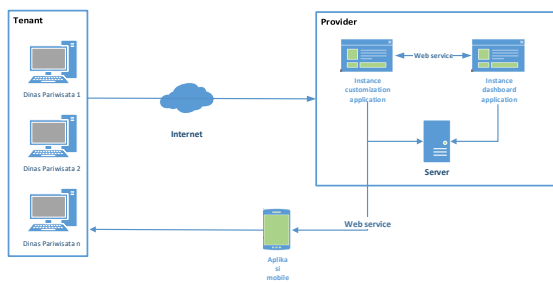 Tenant
Dinas Pariwisata 1
Dinas Pariwisata 2
Dinas Pariwisata n
Internet
Provider
Web service
Instance
customization
application
Instance
dashboard
application
Server
Web service
Aplika
si
mobile